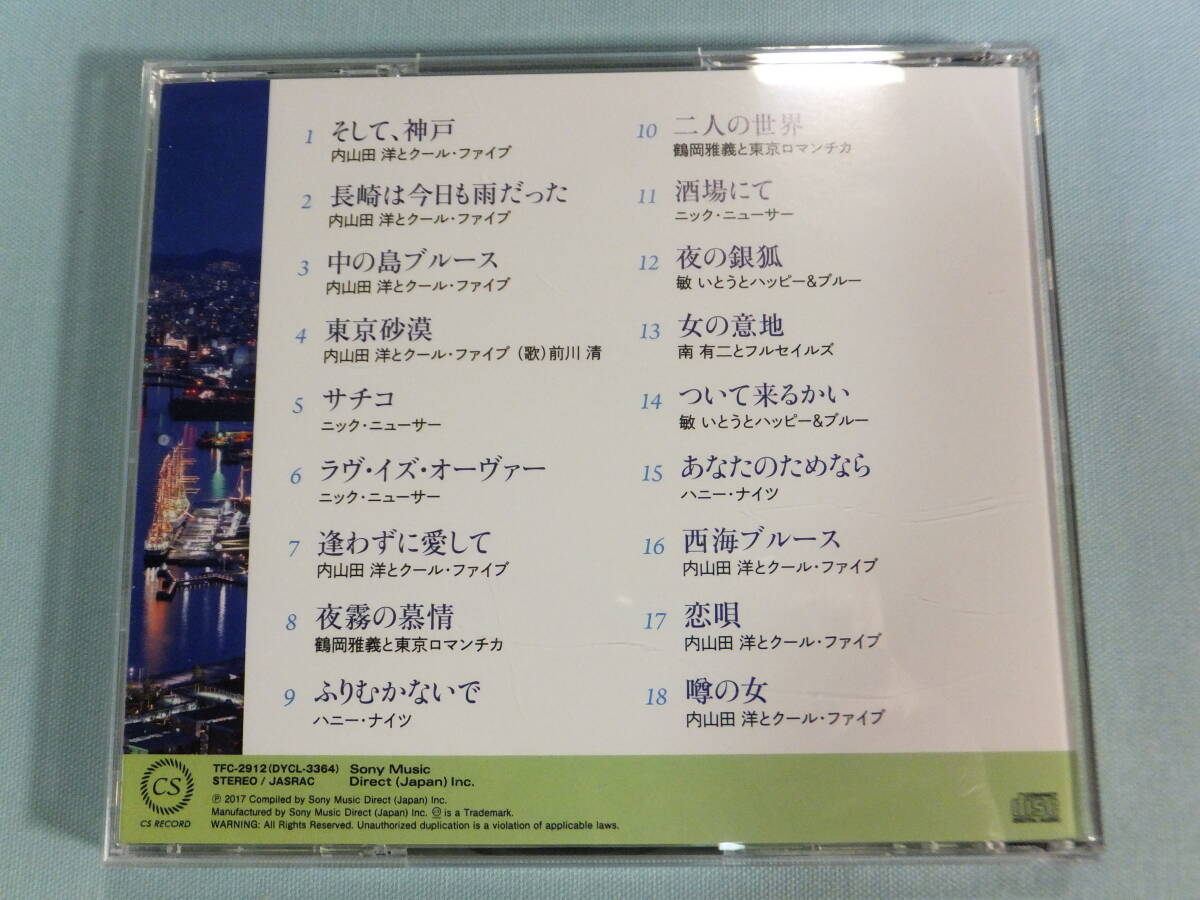 1 そして、神戸
内山田 洋とクール・ファイブ
2 長崎は今日も雨だった
内山田 洋とクール・ファイブ
3 中の島ブルース
内山田 洋とクール・ファイブ
4 東京砂漠
内山田 洋とクール・ファイブ (歌)前川 清
5 サチコ
ニック・ニューサー
6 ラヴ・イズ・オーヴァー
ニック・ニューサー
7 逢わずに愛して
内山田 洋とクール・ファイブ
8 夜霧の慕情
鶴岡雅義と東京ロマンチカ
9 ふりむかないで
ハニー・ナイツ
10 二人の世界
鶴岡雅義と東京ロマンチカ
11 酒場にて
ニック・ニューサー
12 夜の銀狐
敏 いとうとハッピー&ブルー
13 女の意地
南 有二とフルセイルズ
14 ついて来るかい
敏 いとうとハッピー&ブルー
15 あなたのためなら
ハニー・ナイツ
16 西海ブルース
内山田 洋とクール・ファイブ
17 恋唄
内山田 洋とクール・ファイブ
18 噂の女
内山田 洋とクール・ファイブ
CS
CS RECORD
TFC-2912(DYCL-3364)
STEREO / JASRAC
Sony Music
Direct (Japan) Inc.
℗ 2017 Compiled by Sony Music Direct (Japan) Inc.
Manufactured by Sony Music Direct (Japan) Inc. CS is a Trademark.
WARNING: All Rights Reserved. Unauthorized duplication is a violation of applicable laws.
disc